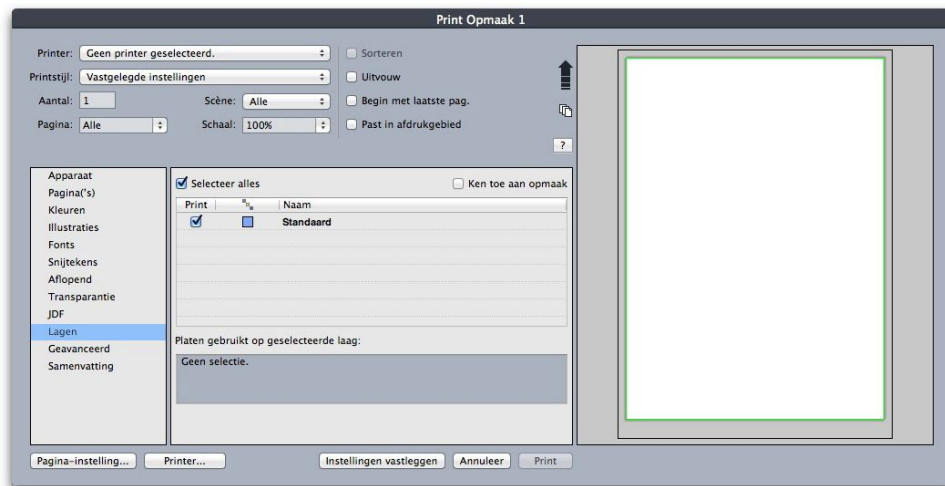 Print Opmaak 1
Printer: Geen printer geselecteerd.
Printstijl: Vastgelegde instellingen
Aantal: 1 Scène: Alle
Pagina: Alle Schaal: 100%
Sorteren
Uitvouw
Begin met laatste pag.
Past in afdrukgebied
?
Apparaat
Pagina('s)
Kleuren
Illustraties
Fonts
Snijtekens
Aflopend
Transparantie
JDF
Lagen
Geavanceerd
Samenvatting
Selecteer alles Ken toe aan opmaak
Print Naam
Standaard
Platen gebruikt op geselecteerde laag:
Geen selectie.
Pagina-instelling... Printer... Instellingen vastleggen Annuleer Print